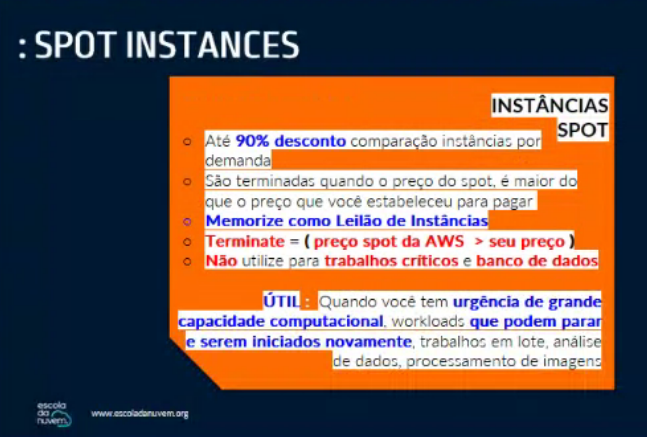 : SPOT INSTANCES
INSTÂNCIAS
SPOT
Até 90% desconto comparação instâncias por
demanda
São terminadas quando o preço do spot, é maior do
que o preço que você estabeleceu para pagar
Memorize como Leilão de Instâncias
Terminate = ( preço spot da AWS > seu preço )
Não utilize para trabalhos críticos e banco de dados
ÚTIL : Quando você tem urgência de grande
capacidade computacional, workloads que podem parar
e serem iniciados novamente, trabalhos em lote, análise
de dados, processamento de imagens
escola
da
nuvem
www.escoladanuvem.org